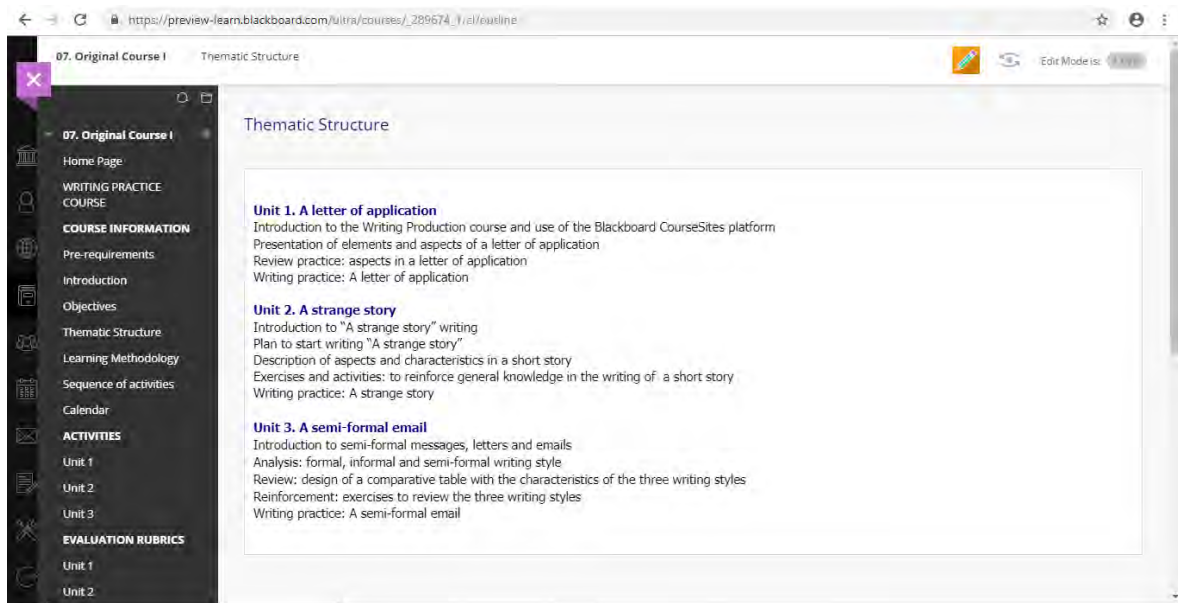 https://preview-learn.blackboard.com/ultra/courses/_289674_1/cl/outline
07. Original Course I Thematic Structure
Edit Mode is:
07. Original Course I
Home Page
WRITING PRACTICE
COURSE
COURSE INFORMATION
Pre-requirements
Introduction
Objectives
Thematic Structure
Learning Methodology
Sequence of activities
Calendar
ACTIVITIES
Unit 1
Unit 2
Unit 3
EVALUATION RUBRICS
Unit 1
Unit 2
Thematic Structure
Unit 1. A letter of application
Introduction to the Writing Production course and use of the Blackboard CourseSites platform
Presentation of elements and aspects of a letter of application
Review practice: aspects in a letter of application
Writing practice: A letter of application
Unit 2. A strange story
Introduction to “A strange story” writing
Plan to start writing “A strange story”
Description of aspects and characteristics in a short story
Exercises and activities: to reinforce general knowledge in the writing of a short story
Writing practice: A strange story
Unit 3. A semi-formal email
Introduction to semi-formal messages, letters and emails
Analysis: formal, informal and semi-formal writing style
Review: design of a comparative table with the characteristics of the three writing styles
Reinforcement: exercises to review the three writing styles
Writing practice: A semi-formal email